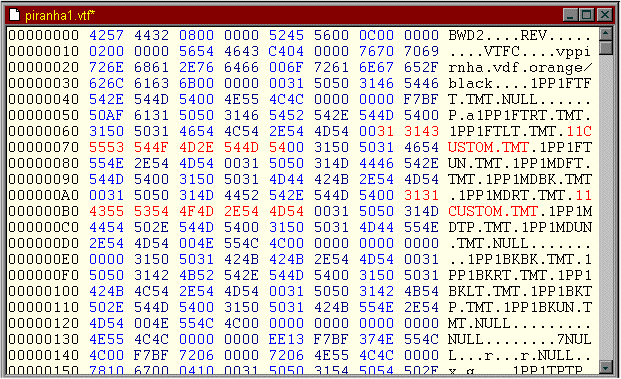 piranha1.vtf*
00000000 4257 4432 0800 0000 5245 5600 0C00 0000 BWD2....REV.....
00000010 0200 0000 5654 4643 C404 0000 7670 7069 ....VTFC....vppi
00000020 726E 6861 2E76 6466 006F 7261 6E67 652F rnha.vdf.orange/
00000030 626C 6163 6B00 0000 0031 5050 3146 5446 black....1PP1FTF
00000040 542E 544D 5400 4E55 4C4C 0000 0000 F7BF T.TMT.NULL......
00000050 50AF 6131 5050 3146 5452 542E 544D 5400 P.a1PP1FTRT.TMT.
00000060 3150 5031 4654 4C54 2E54 4D54 0031 3143 1PP1FTLT.TMT.11C
00000070 5553 544F 4D2E 544D 5400 3150 5031 4654 USTOM.TMT.1PP1FT
00000080 554E 2E54 4D54 0031 5050 314D 4446 542E UN.TMT.1PP1MDFT.
00000090 544D 5400 3150 5031 4D44 424B 2E54 4D54 TMT.1PP1MDBK.TMT
000000A0 0031 5050 314D 4452 542E 544D 5400 3131 .1PP1MDRT.TMT.11
000000B0 4355 5354 4F4D 2E54 4D54 0031 5050 314D CUSTOM.TMT.1PP1M
000000C0 4454 502E 544D 5400 3150 5031 4D44 554E DTP.TMT.1PP1MDUN
000000D0 2E54 4D54 004E 554C 4C00 0000 0000 0000 .TMT.NULL.......
000000E0 0000 3150 5031 424B 424B 2E54 4D54 0031 ..1PP1BKBK.TMT.1
000000F0 5050 3142 4B52 542E 544D 5400 3150 5031 PP1BKRT.TMT.1PP1
00000100 424B 4C54 2E54 4D54 0031 5050 3142 4B54 BKLT.TMT.1PP1BKT
00000110 502E 544D 5400 3150 5031 424B 554E 2E54 P.TMT.1PP1BKUN.T
00000120 4D54 004E 554C 4C00 0000 0000 0000 0000 MT.NULL.........
00000130 4E55 4C4C 0000 0000 EE13 F7BF 374E 554C NULL........7NUL
00000140 4C00 F7BF 7206 0000 7206 4E55 4C4C 0000 L...r...r.NULL..
00000150 7810 6700 0410 0031 5050 3154 5054 502E x.g....1PP1TPTP.